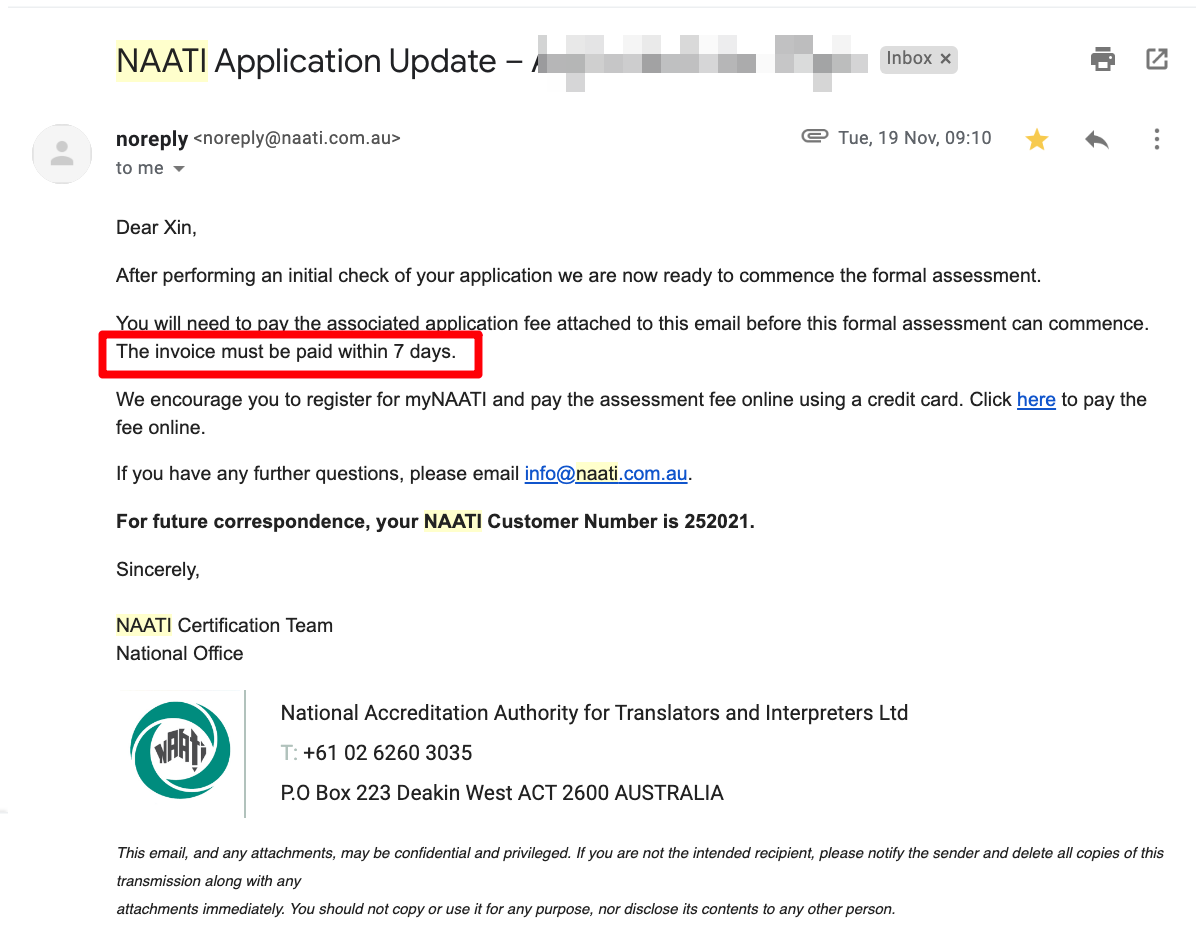 NAATI Application Update –
Inbox ×
noreply <noreply@naati.com.au>
Tue, 19 Nov, 09:10
to me
Dear Xin,
After performing an initial check of your application we are now ready to commence the formal assessment.
You will need to pay the associated application fee attached to this email before this formal assessment can commence.
The invoice must be paid within 7 days.
We encourage you to register for myNAATI and pay the assessment fee online using a credit card. Click here to pay the
fee online.
If you have any further questions, please email info@naati.com.au.
For future correspondence, your NAATI Customer Number is 252021.
Sincerely,
NAATI Certification Team
National Office
NAATI
National Accreditation Authority for Translators and Interpreters Ltd
T: +61 02 6260 3035
P.O Box 223 Deakin West ACT 2600 AUSTRALIA
This email, and any attachments, may be confidential and privileged. If you are not the intended recipient, please notify the sender and delete all copies of this
transmission along with any
attachments immediately. You should not copy or use it for any purpose, nor disclose its contents to any other person.